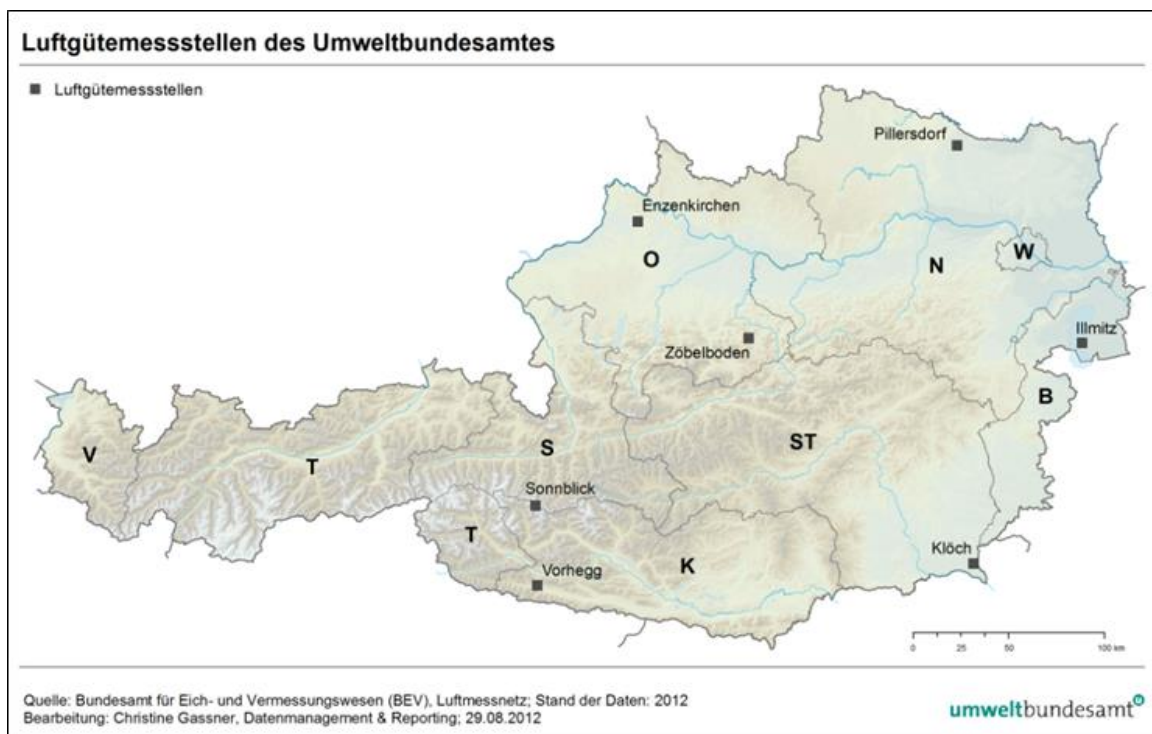 Luftgütemessstellen des Umweltbundesamtes
Luftgütemessstellen
Pillersdorf
Enzenkirchen
O
N
W
Illmitz
Zöbelboden
B
V
T
S
ST
Sonnblick
T
K
Klöch
Vorhegg
0 25 50 100 km
Quelle: Bundesamt für Eich- und Vermessungswesen (BEV), Luftmessnetz; Stand der Daten: 2012
Bearbeitung: Christine Gassner, Datenmanagement & Reporting; 29.08.2012
umweltbundesamt